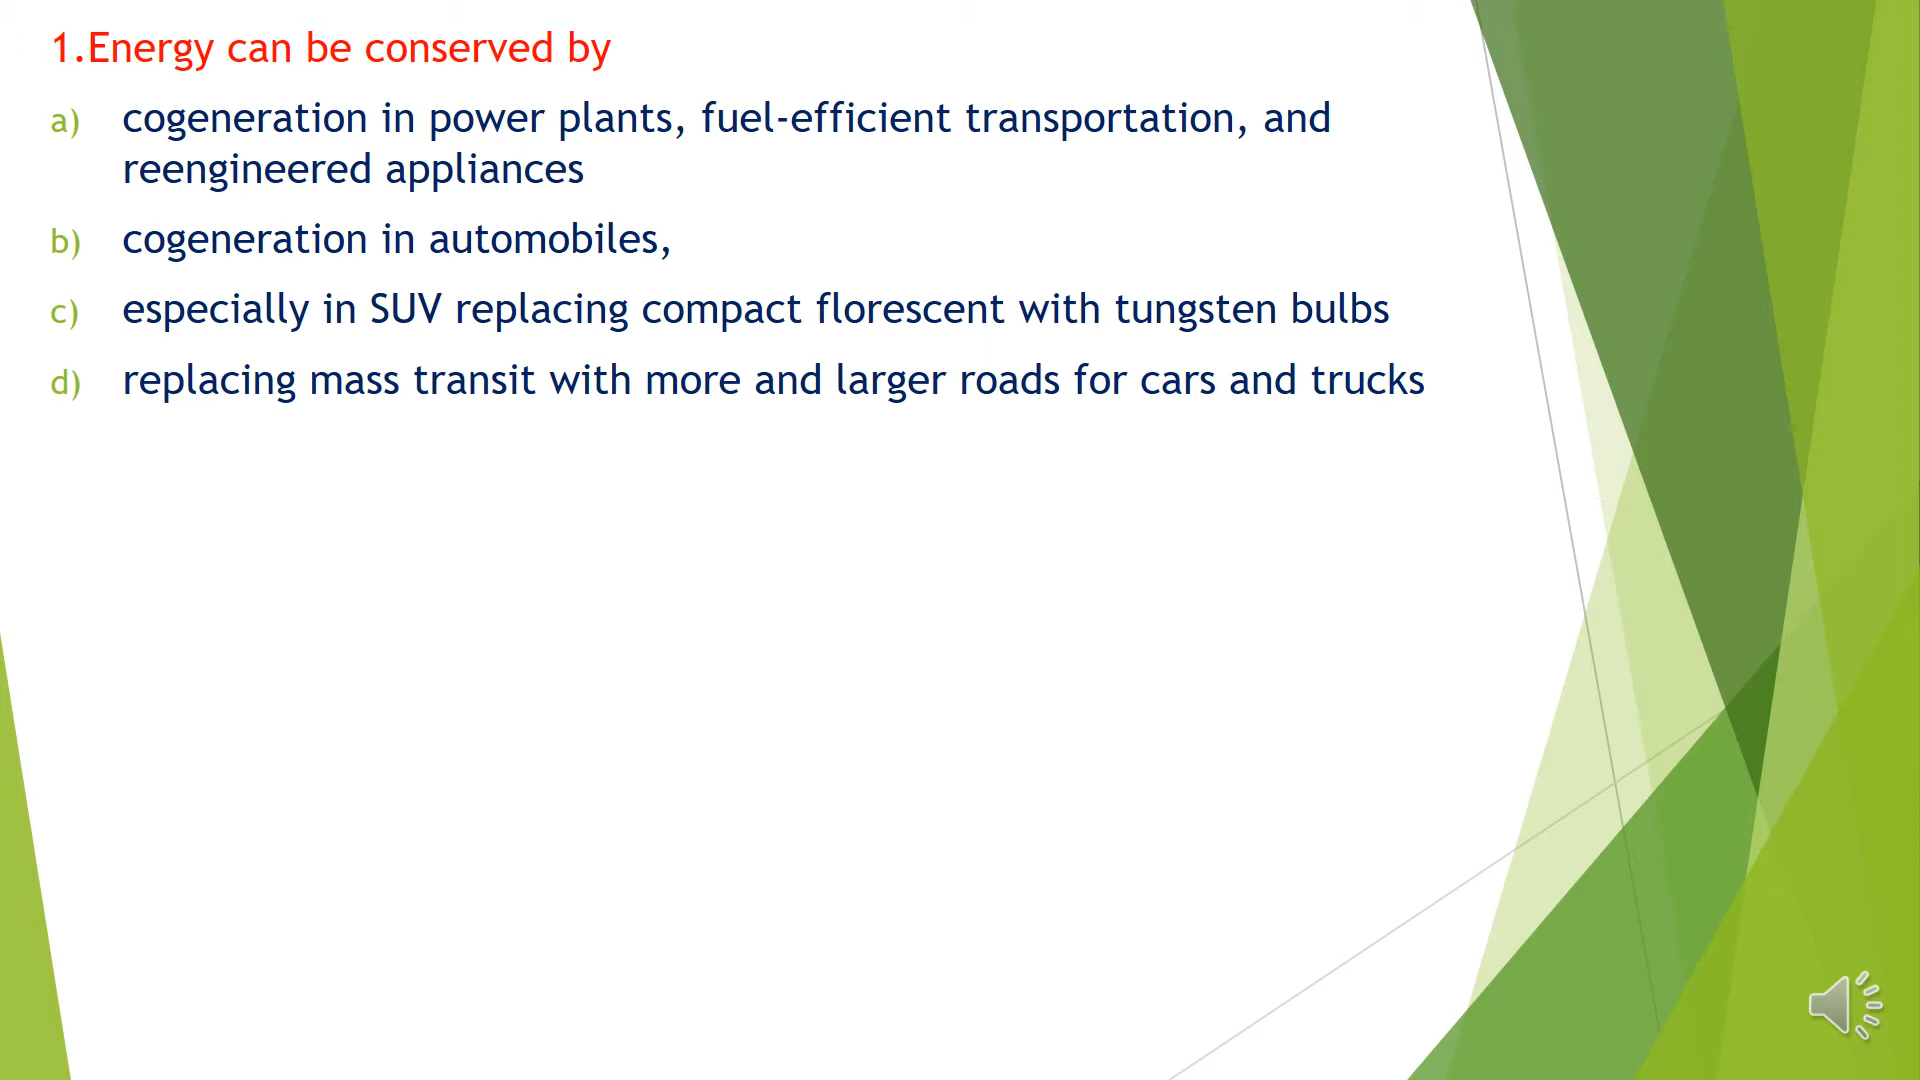 1.Energy can be conserved by
a) cogeneration in power plants, fuel-efficient transportation, and
reengineered appliances
b) cogeneration in automobiles,
c) especially in SUV replacing compact florescent with tungsten bulbs
d) replacing mass transit with more and larger roads for cars and trucks